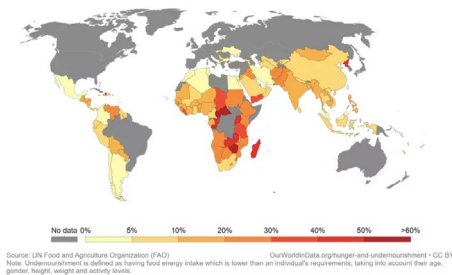 No data 0% 5% 10% 20% 30% 40% 50% >60%
Source: UN Food and Agriculture Organization (FAO) OurWorldInData.org/hunger-and-undernourishment • CC BY
Note: Undernourishment is defined as having food energy intake which is lower than an individual's requirements, taking into account their age,
gender, height, weight and activity levels.